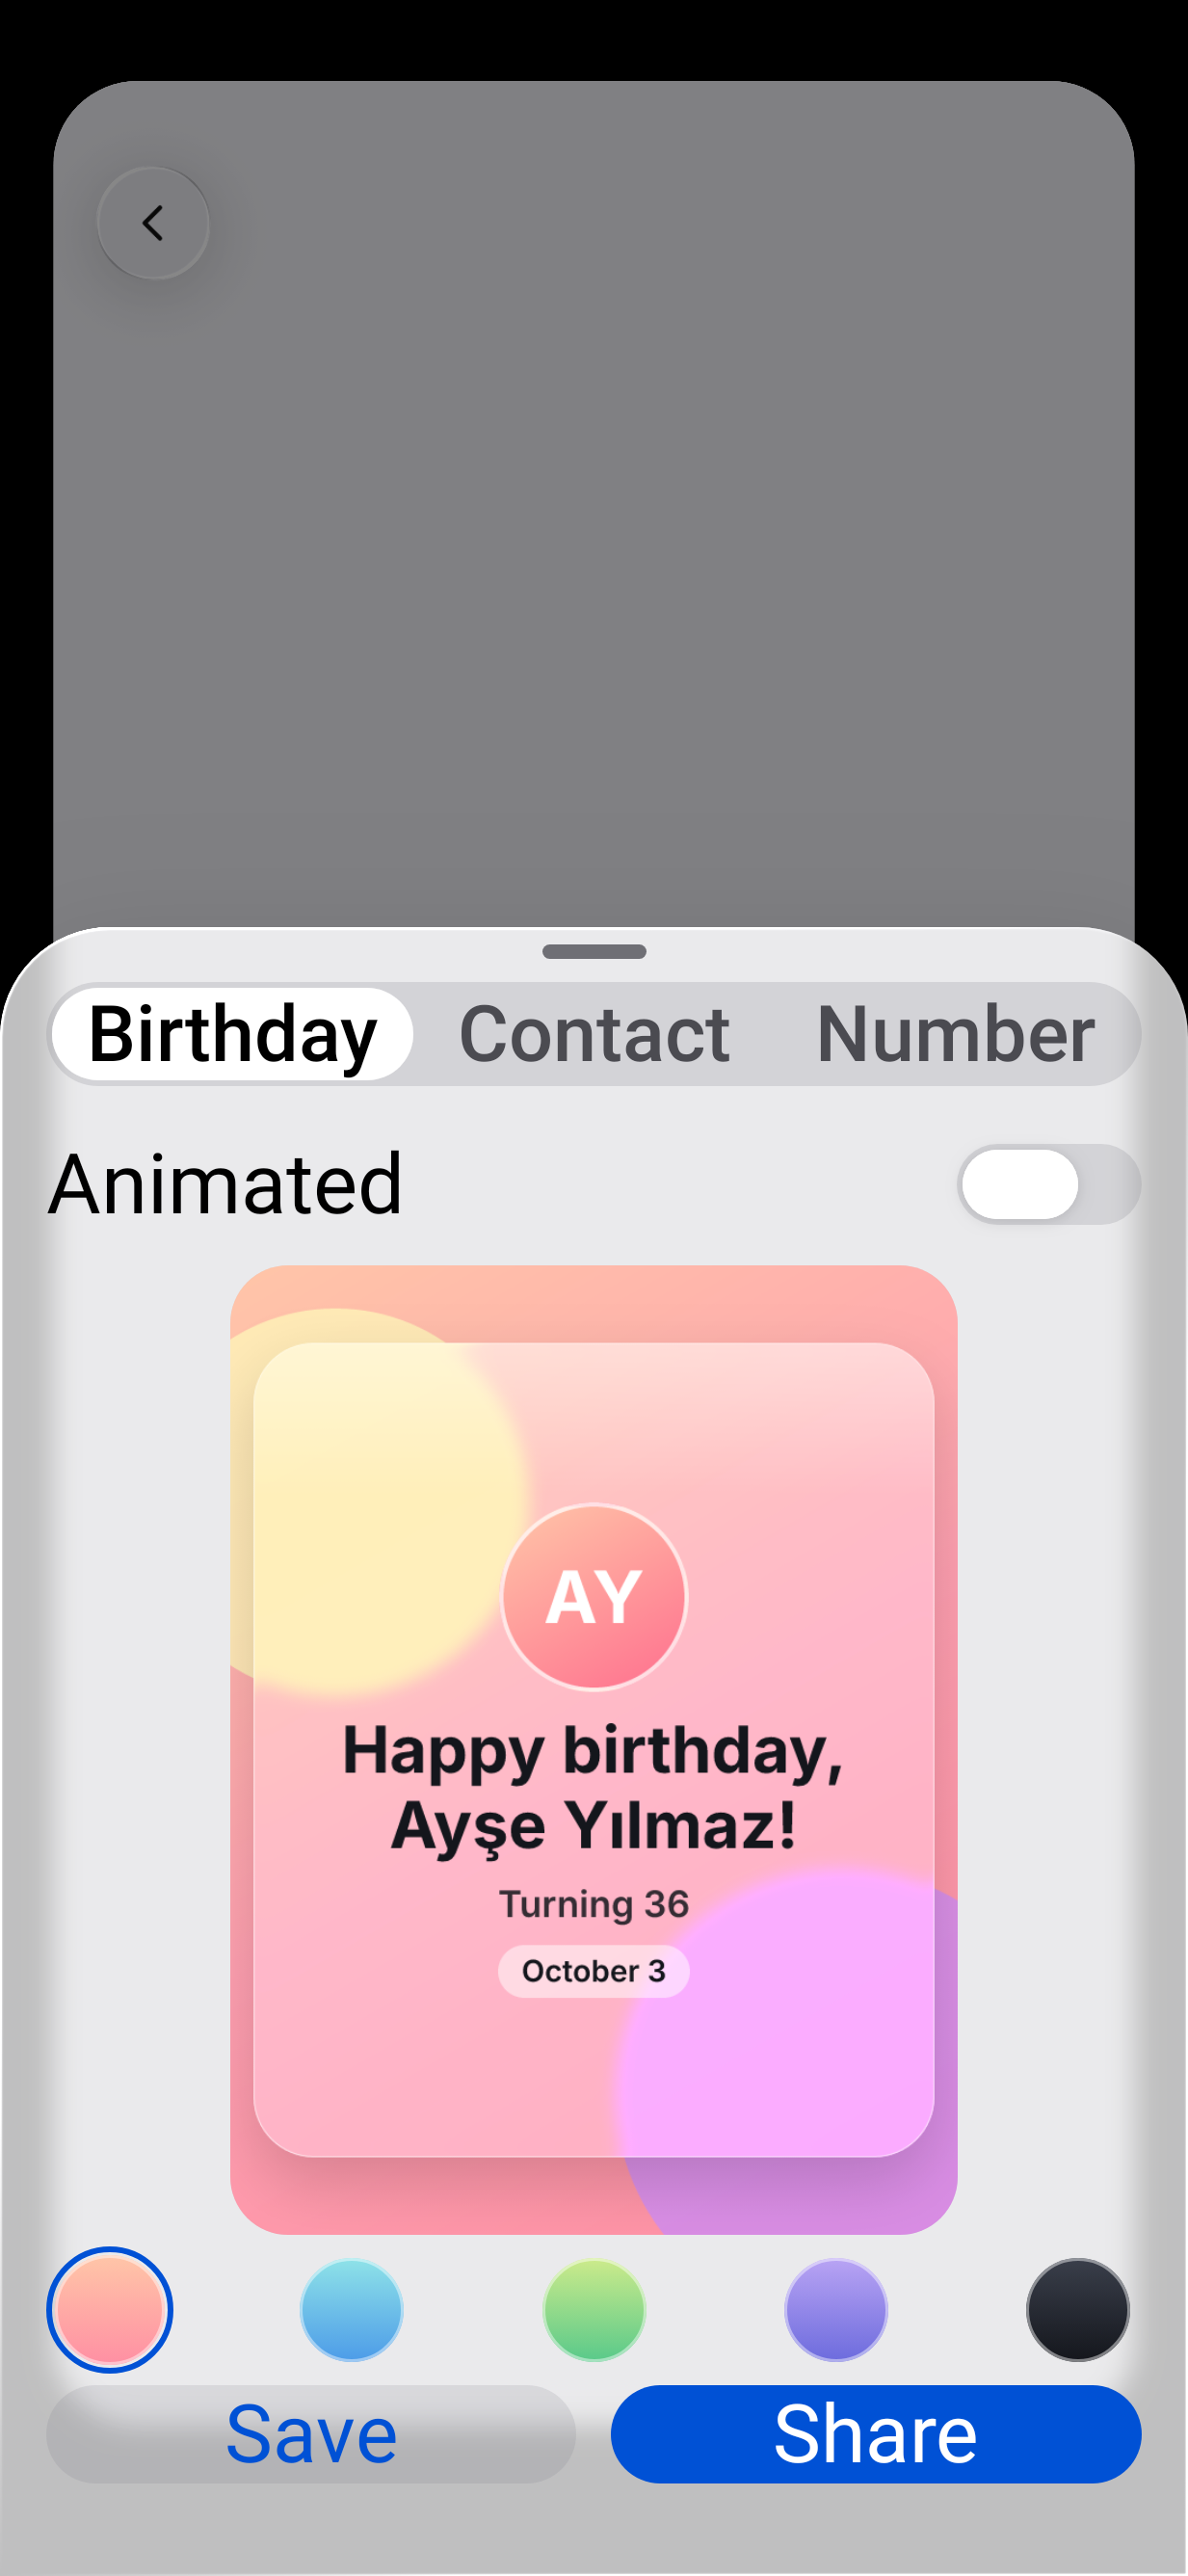 Birthday
Contact
Number
Animated
AY
Happy birthday,
Ayşe Yılmaz!
Turning 36
October 3
Save
Share